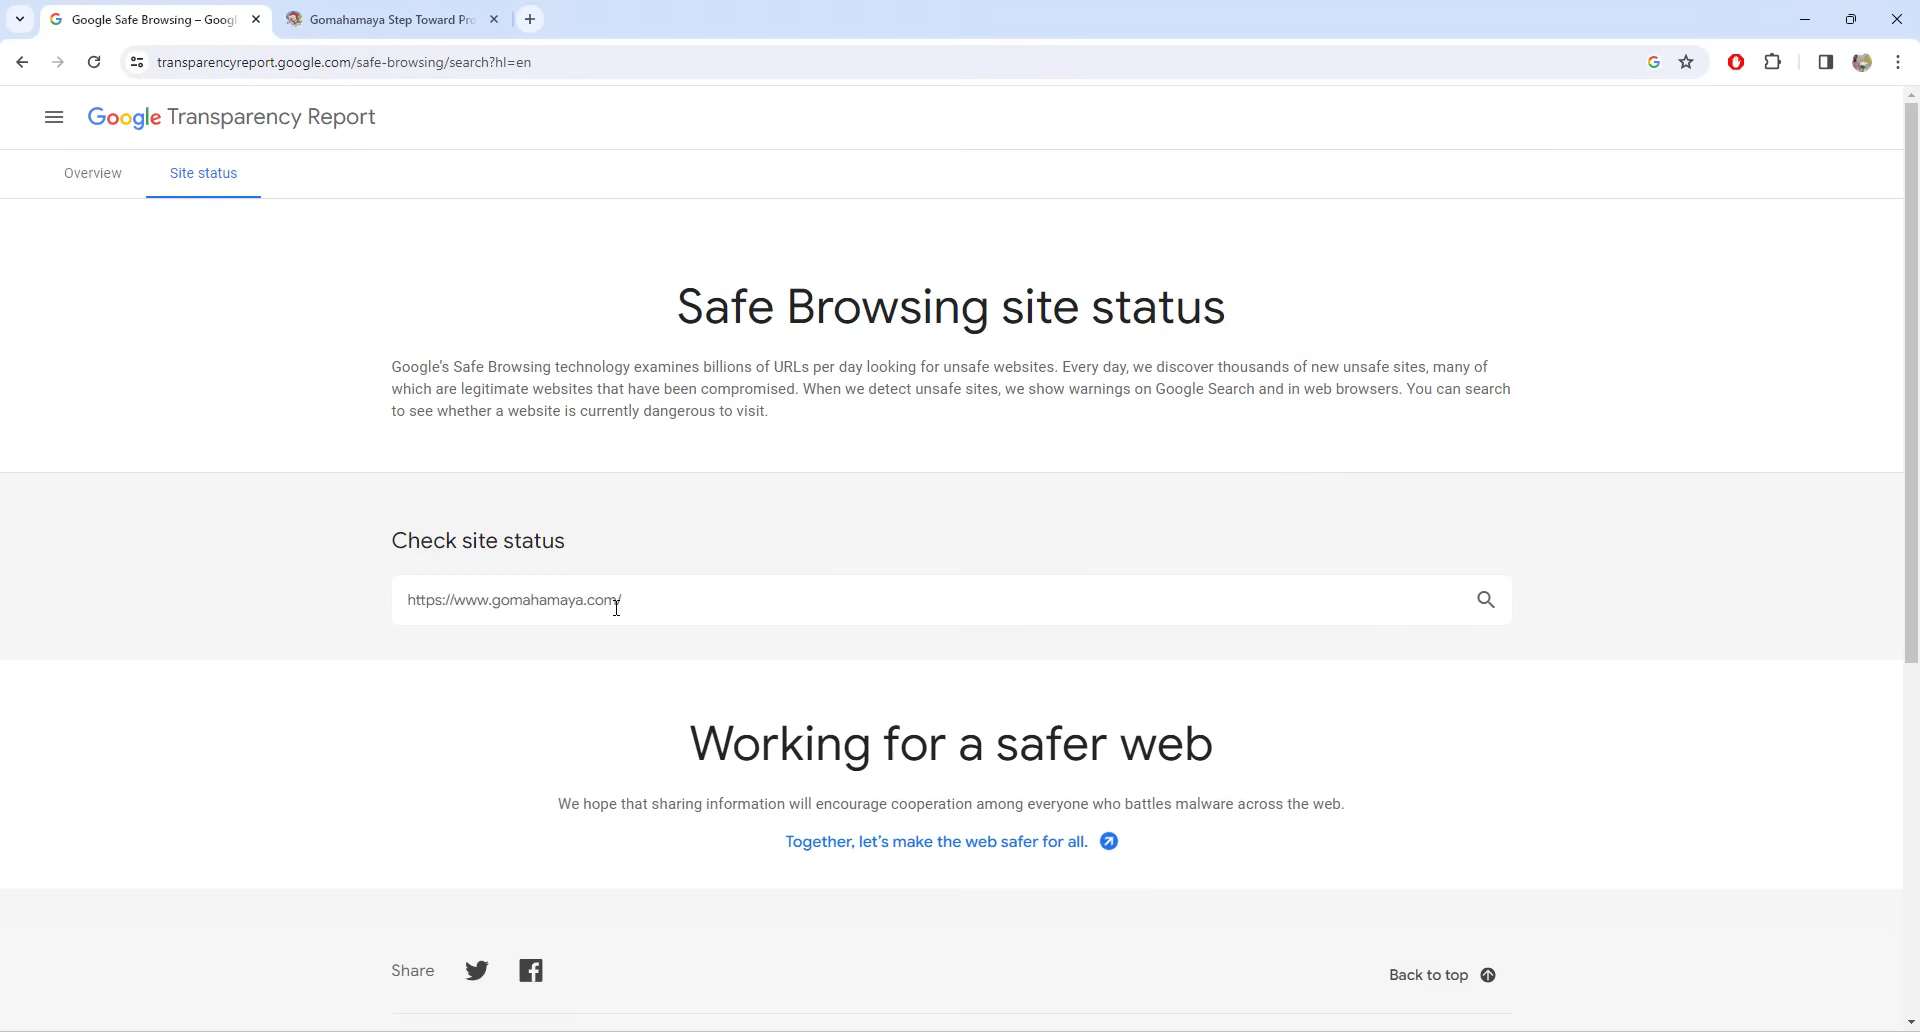 Google Safe Browsing – Googl
Gomahamaya Step Toward Pro
transparencyreport.google.com/safe-browsing/search?hl=en
Google Transparency Report
Overview
Site status
Safe Browsing site status
Google’s Safe Browsing technology examines billions of URLs per day looking for unsafe websites. Every day, we discover thousands of new unsafe sites, many of
which are legitimate websites that have been compromised. When we detect unsafe sites, we show warnings on Google Search and in web browsers. You can search
to see whether a website is currently dangerous to visit.
Check site status
https://www.gomahamaya.com/
Working for a safer web
We hope that sharing information will encourage cooperation among everyone who battles malware across the web.
Together, let’s make the web safer for all.
Share
Back to top